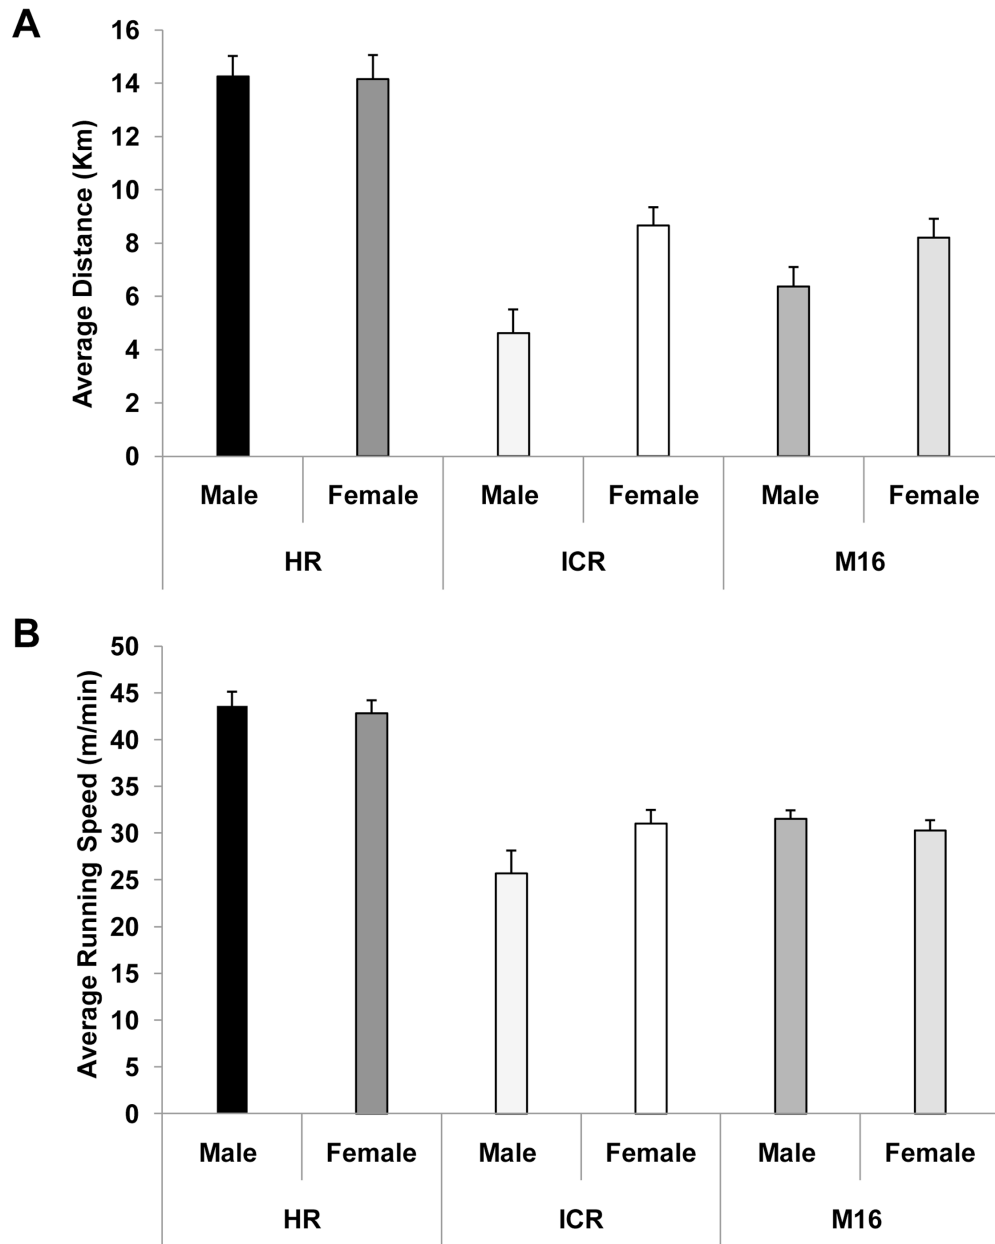 A
Average Distance (Km)
16
14
12
10
8
6
4
2
0
Male Female Male Female Male Female
HR ICR M16
B
Average Running Speed (m/min)
50
45
40
35
30
25
20
15
10
5
0
Male Female Male Female Male Female
HR ICR M16